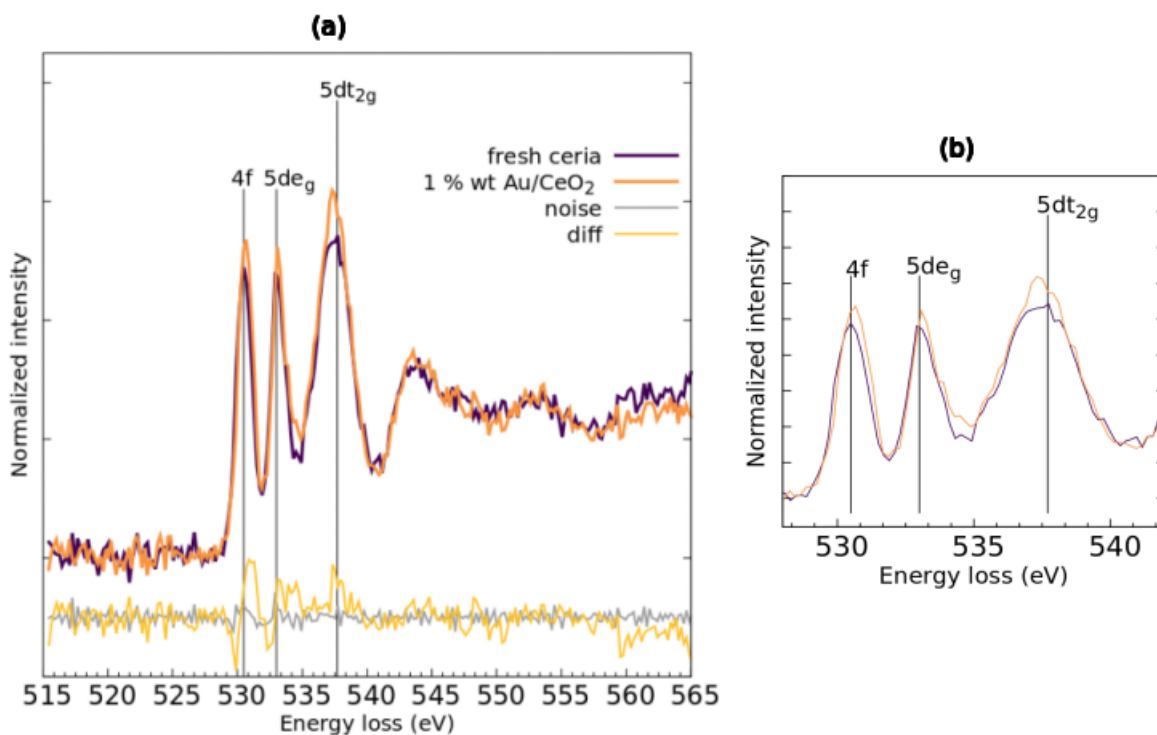 (a)
5dt2g
fresh ceria
4f 5deg
1 % wt Au/CeO2
noise
diff
Normalized intensity
515 520 525 530 535 540 545 550 555 560 565
Energy loss (eV)
(b)
5dt2g
4f 5deg
Normalized intensity
530 535 540
Energy loss (eV)